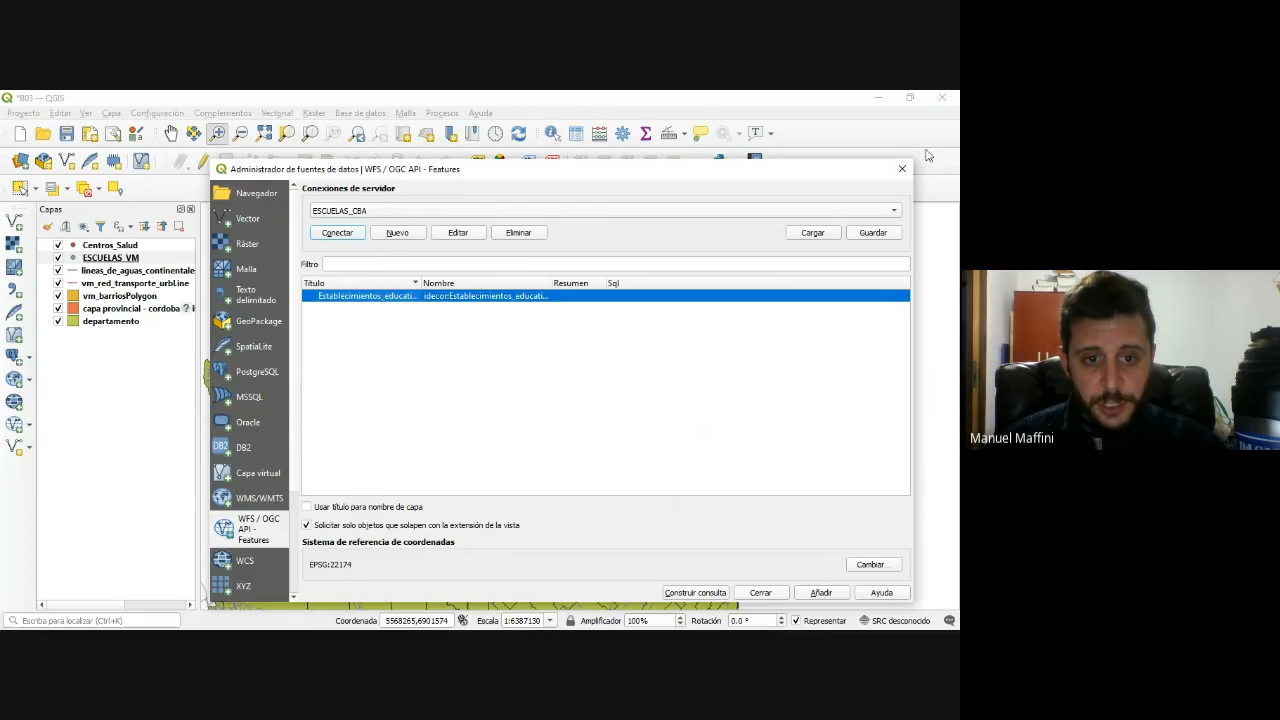 *B03 — QGIS
Proyecto Editar Ver Capa Configuración Complementos Vectorial Ráster Base de datos Malla Procesos Ayuda
Administrador de fuentes de datos | WFS / OGC API - Features
Capas
Centros_Salud
ESCUELAS_VM
lineas_de_aguas_continentale
vm_red_transporte_urbLine
vm_barriosPolygon
capa provincial - cordoba
departamento
Navegador
Vector
Ráster
Malla
Texto
delimitado
GeoPackage
SpatiaLite
PostgreSQL
MSSQL
Oracle
DB2
Capa virtual
WMS/WMTS
WFS / OGC
API -
Features
WCS
XYZ
Conexiones de servidor
ESCUELAS_CBA
Conectar Nuevo Editar Eliminar Cargar Guardar
Filtro
Título Nombre Resumen Sql
Establecimientos_educati... idecor:Establecimientos_educati...
Usar título para nombre de capa
Solicitar solo objetos que solapen con la extensión de la vista
Sistema de referencia de coordenadas
EPSG:22174 Cambiar...
Construir consulta Cerrar Añadir Ayuda
Escriba para localizar (Ctrl+K) Coordenada 5568265,6901574 Escala 1:6387130 Amplificador 100% Rotación 0.0 ° Representar SRC desconocido
Manuel Maffini